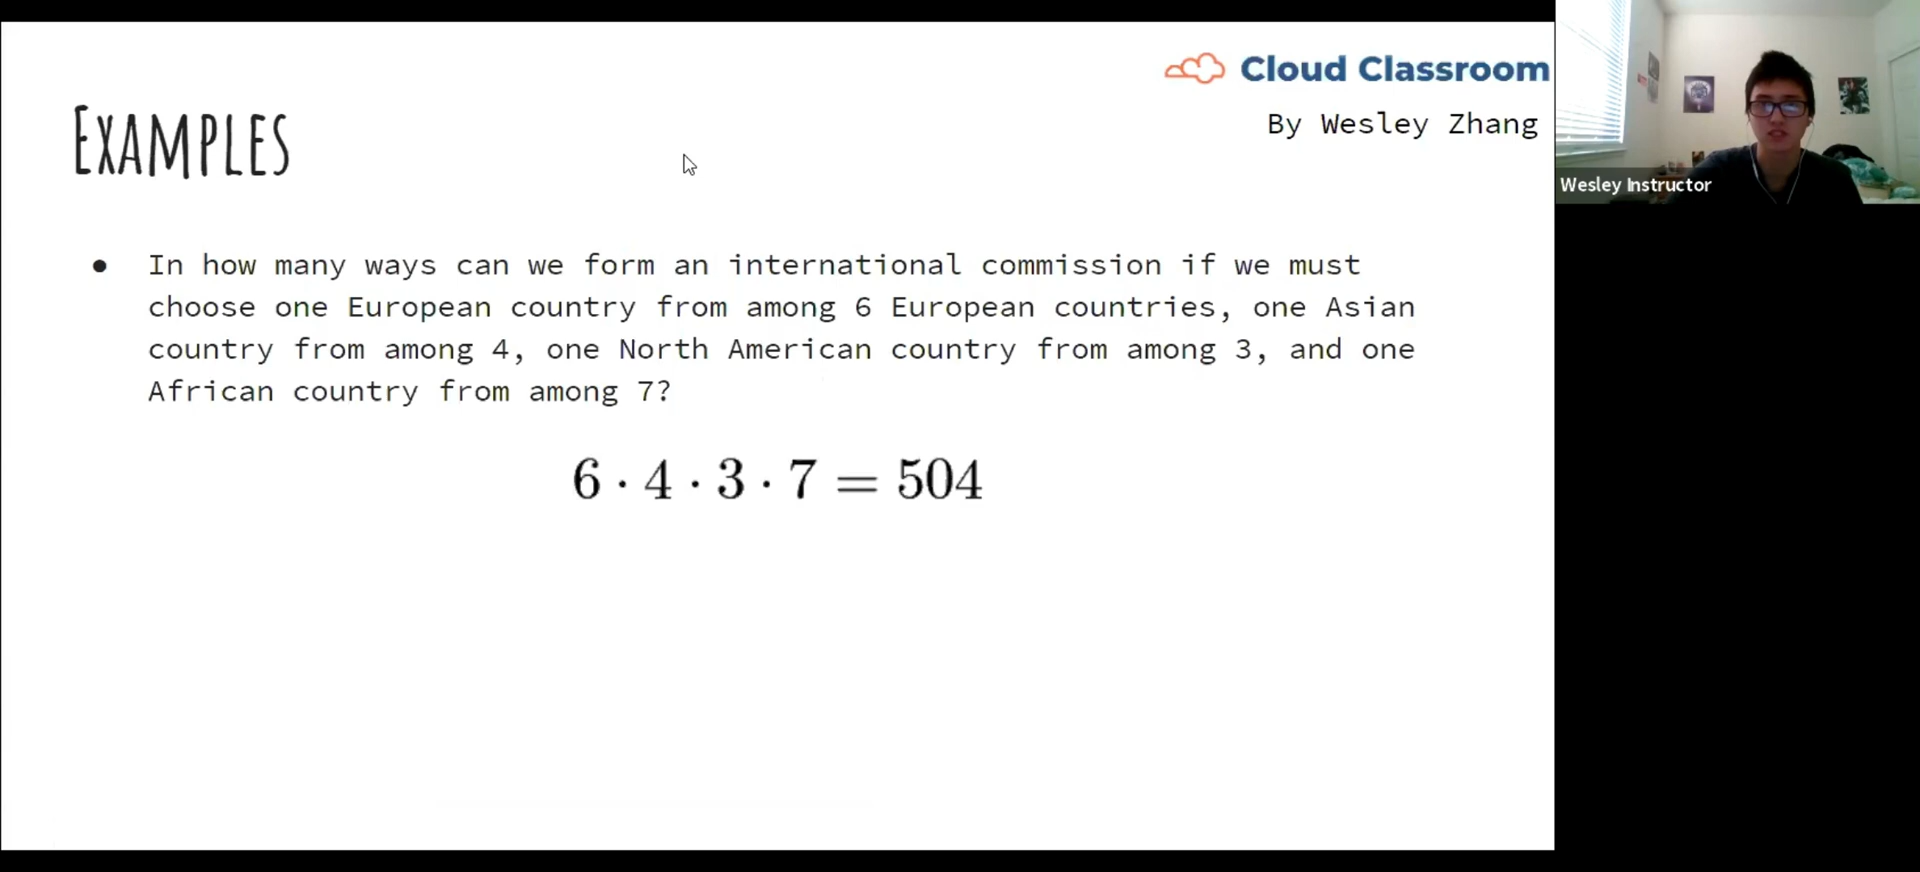 Cloud Classroom
By Wesley Zhang
EXAMPLES
Wesley Instructor
● In how many ways can we form an international commission if we must
choose one European country from among 6 European countries, one Asian
country from among 4, one North American country from among 3, and one
African country from among 7?
6 · 4 · 3 · 7 = 504